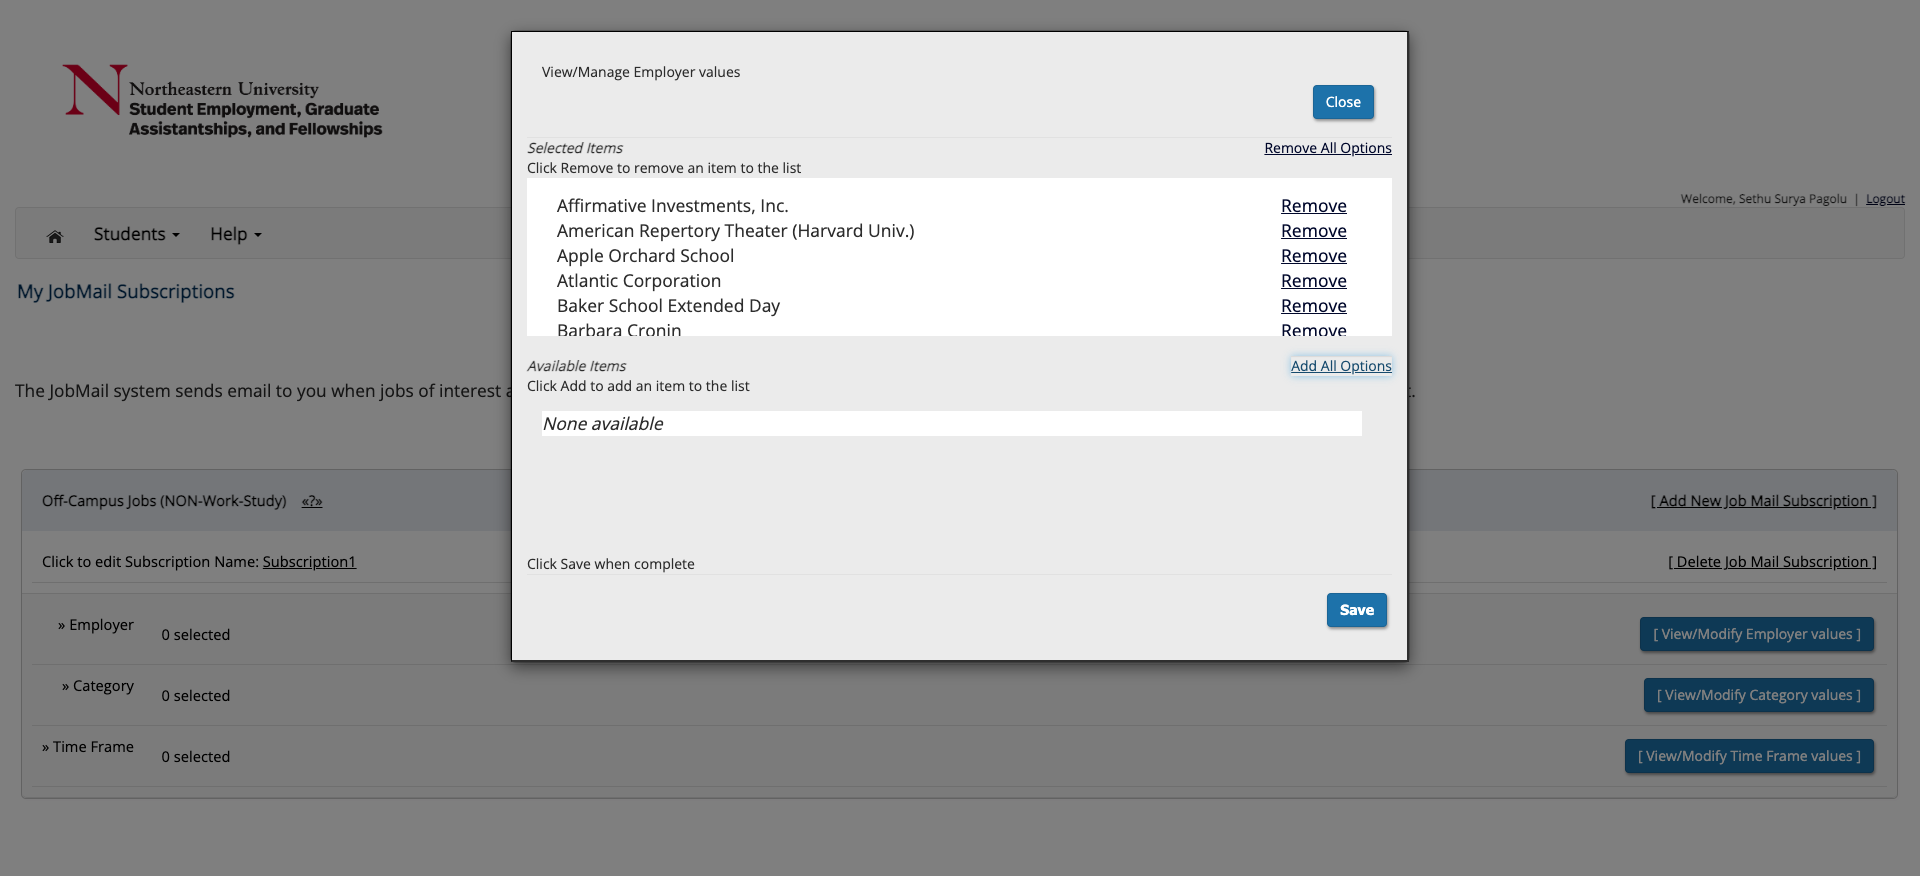 Northeastern University
Student Employment, Graduate
Assistantships, and Fellowships
Welcome, Sethu Surya Pagolu | Logout
Students
Help
My JobMail Subscriptions
The JobMail system sends email to you when jobs of interest
Off-Campus Jobs (NON-Work-Study) «?»
[ Add New Job Mail Subscription ]
Click to edit Subscription Name: Subscription1
[ Delete Job Mail Subscription ]
» Employer 0 selected [ View/Modify Employer values ]
» Category 0 selected [ View/Modify Category values ]
» Time Frame 0 selected [ View/Modify Time Frame values ]
View/Manage Employer values
Close
Selected Items Remove All Options
Click Remove to remove an item to the list
Affirmative Investments, Inc. Remove
American Repertory Theater (Harvard Univ.) Remove
Apple Orchard School Remove
Atlantic Corporation Remove
Baker School Extended Day Remove
Barbara Cronin Remove
Available Items Add All Options
Click Add to add an item to the list
None available
Click Save when complete
Save